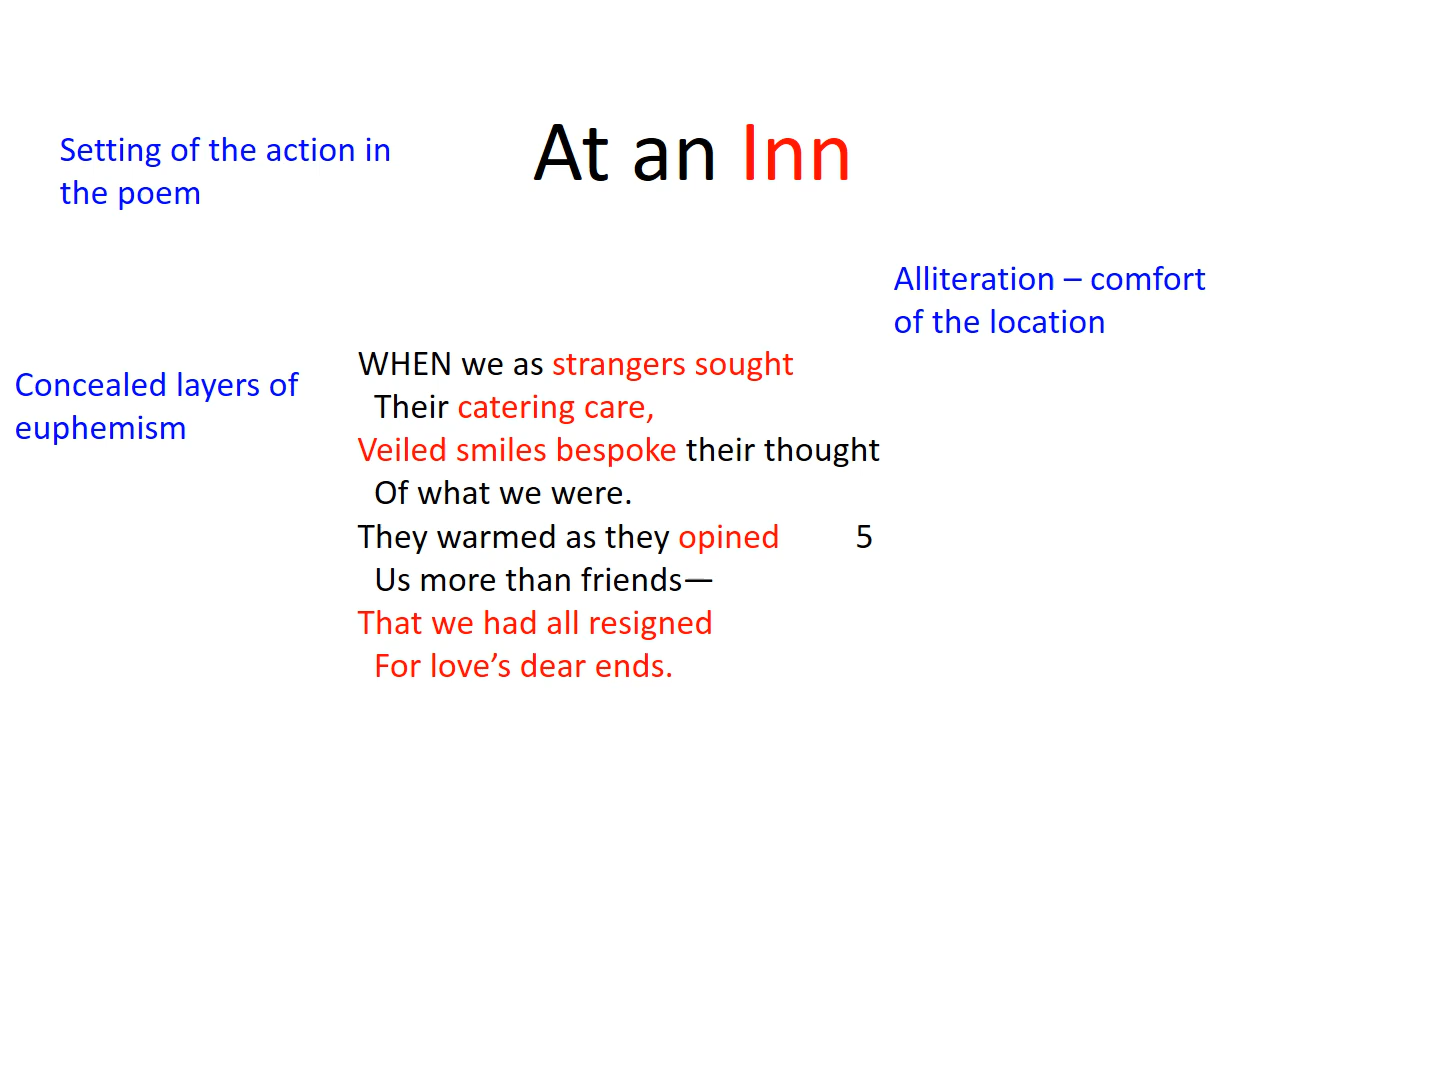 Setting of the action in
the poem
At an Inn
Alliteration – comfort
of the location
Concealed layers of
euphemism
WHEN we as strangers sought
Their catering care,
Veiled smiles bespoke their thought
Of what we were.
They warmed as they opined 5
Us more than friends—
That we had all resigned
For love’s dear ends.